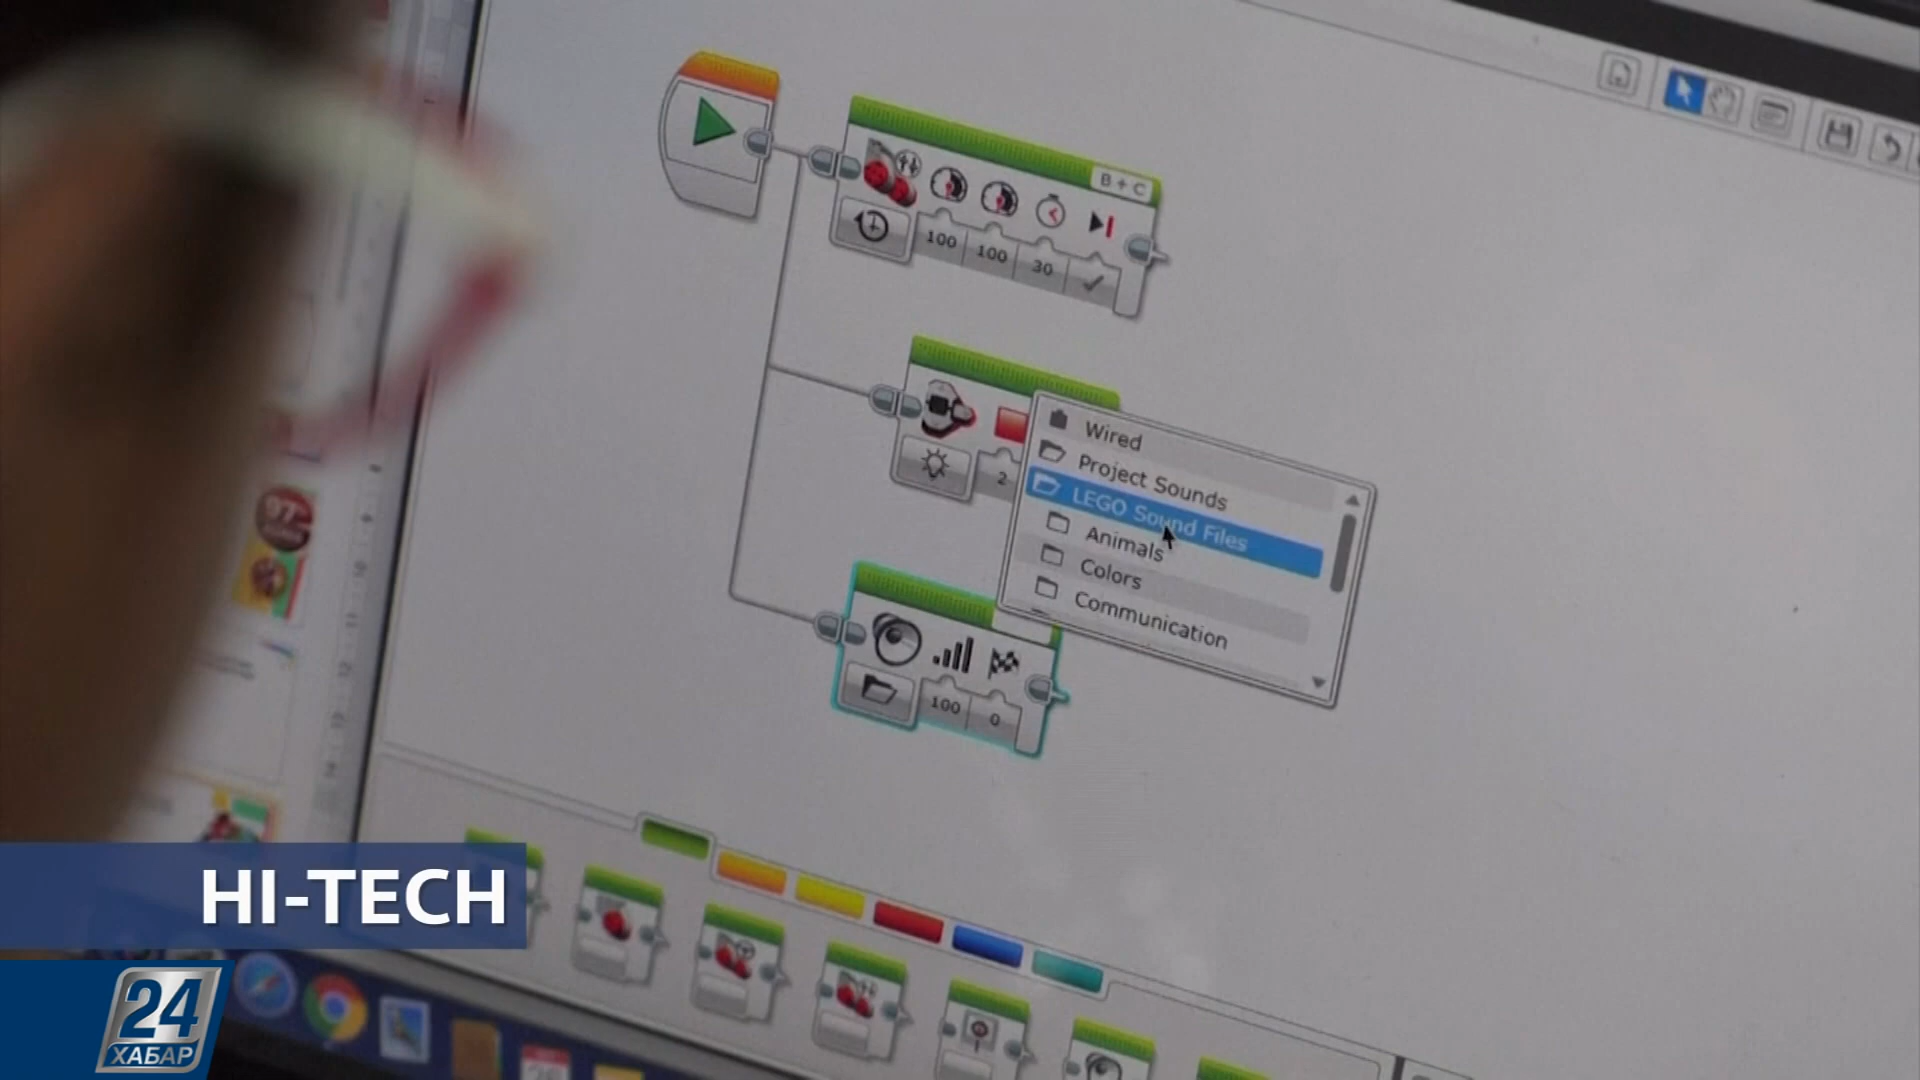 B + C
100 100 30
2
Wired
Project Sounds
LEGO Sound Files
Animals
Colors
Communication
100 0
HI-TECH
24
ХАБАР